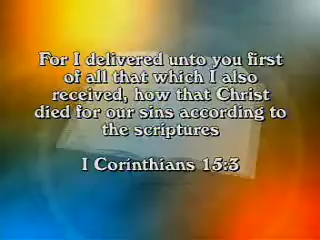 For I delivered unto you first
of all that which I also
received, how that Christ
died for our sins according to
the scriptures
I Corinthians 15:3